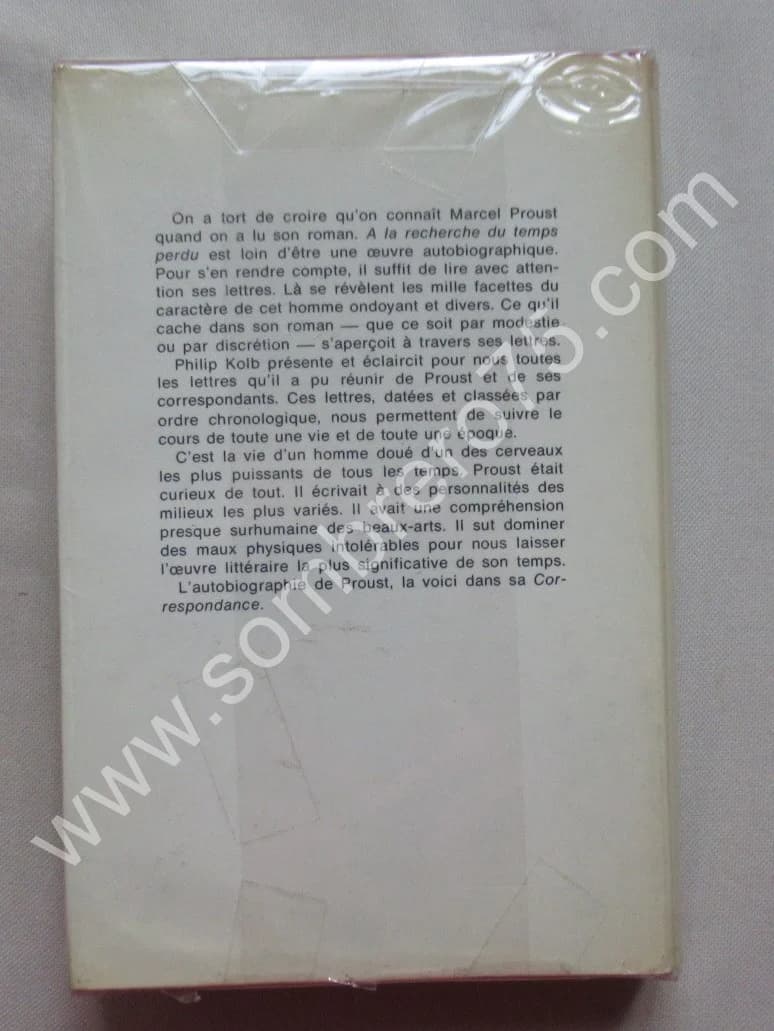 On a tort de croire qu'on connaît Marcel Proust
quand on a lu son roman. A la recherche du temps
perdu est loin d'être une œuvre autobiographique.
Pour s'en rendre compte, il suffit de lire avec atten-
tion ses lettres. Là se révèlent les mille facettes du
caractère de cet homme ondoyant et divers. Ce qu'il
cache dans son roman — que ce soit par modestie
ou par discrétion — s'aperçoit à travers ses lettres.
Philip Kolb présente et éclaircit pour nous toutes
les lettres qu'il a pu réunir de Proust et de ses
correspondants. Ces lettres, datées et classées par
ordre chronologique, nous permettent de suivre le
cours de toute une vie et de toute une époque.
C'est la vie d'un homme doué d'un des cerveaux
les plus puissants de tous les temps. Proust était
curieux de tout. Il écrivait à des personnalités des
milieux les plus variés. Il avait une compréhension
presque surhumaine des beaux-arts. Il sut dominer
des maux physiques intolérables pour nous laisser
l'œuvre littéraire la plus significative de son temps.
L'autobiographie de Proust, la voici dans sa Cor-
respondance.
www.sombrero75.com